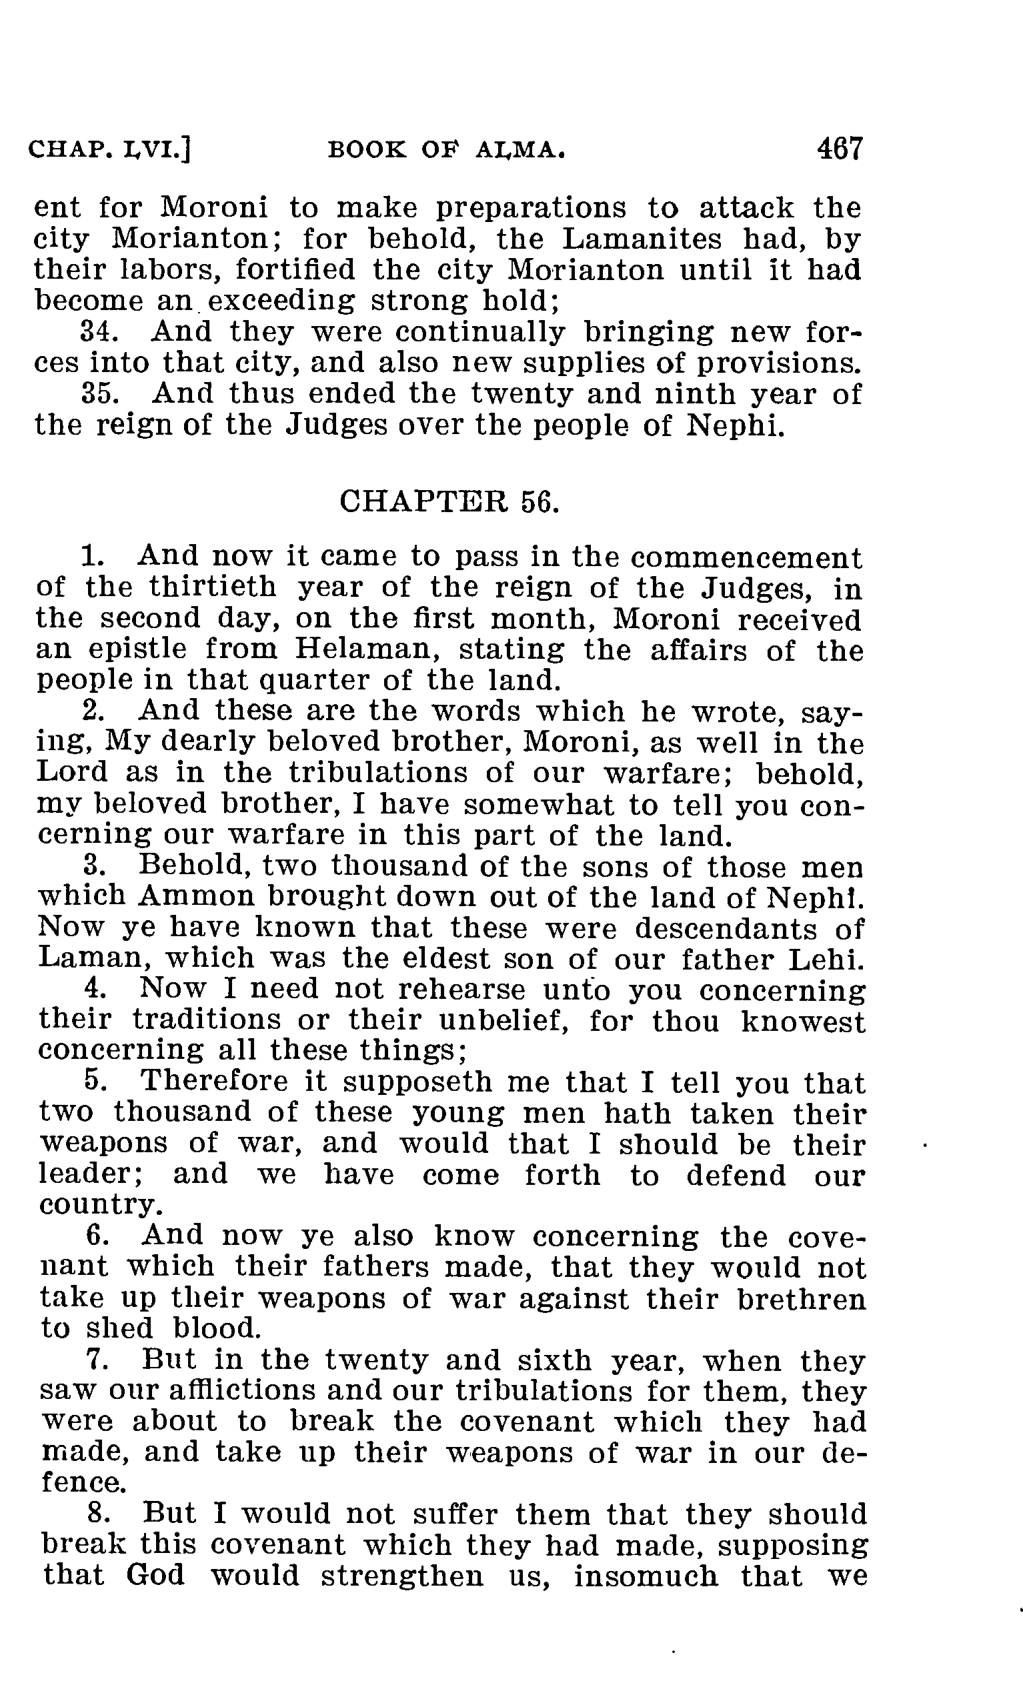 CHAP. LVI.] BOOK OF ALMA. 467
ent for Moroni to make preparations to attack the
city Morianton; for behold, the Lamanites had, by
their labors, fortified the city Morianton until it had
become an exceeding strong hold;
34. And they were continually bringing new for-
ces into that city, and also new supplies of provisions.
35. And thus ended the twenty and ninth year of
the reign of the Judges over the people of Nephi.
CHAPTER 56.
1. And now it came to pass in the commencement
of the thirtieth year of the reign of the Judges, in
the second day, on the first month, Moroni received
an epistle from Helaman, stating the affairs of the
people in that quarter of the land.
2. And these are the words which he wrote, say-
ing, My dearly beloved brother, Moroni, as well in the
Lord as in the tribulations of our warfare; behold,
my beloved brother, I have somewhat to tell you con-
cerning our warfare in this part of the land.
3. Behold, two thousand of the sons of those men
which Ammon brought down out of the land of Nephi.
Now ye have known that these were descendants of
Laman, which was the eldest son of our father Lehi.
4. Now I need not rehearse unto you concerning
their traditions or their unbelief, for thou knowest
concerning all these things;
5. Therefore it supposeth me that I tell you that
two thousand of these young men hath taken their
weapons of war, and would that I should be their
leader; and we have come forth to defend our
country.
6. And now ye also know concerning the cove-
nant which their fathers made, that they would not
take up their weapons of war against their brethren
to shed blood.
7. But in the twenty and sixth year, when they
saw our afflictions and our tribulations for them, they
were about to break the covenant which they had
made, and take up their weapons of war in our de-
fence.
8. But I would not suffer them that they should
break this covenant which they had made, supposing
that God would strengthen us, insomuch that we